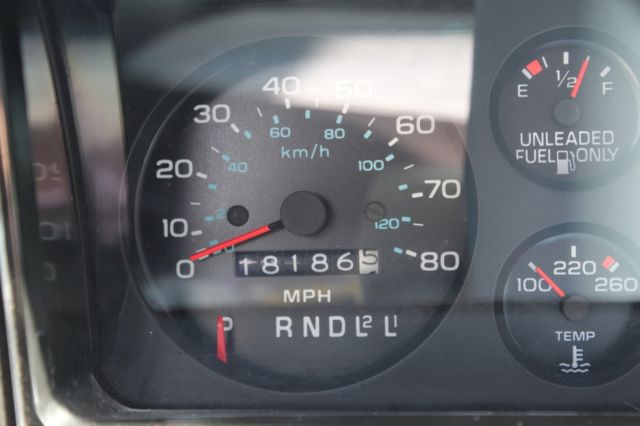 40 50
30 60
20 70
10 80
0
60 80
40 100
20 120
km/h
181865
MPH
P R N D L2 L1
E 1/2 F
UNLEADED
FUEL ONLY
220
100 260
TEMP